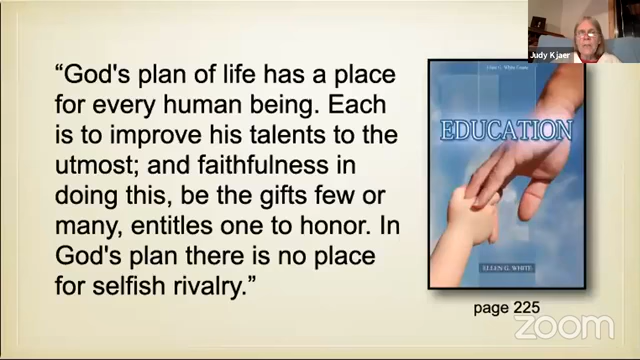 Judy Kjaer
“God's plan of life has a place
for every human being. Each
is to improve his talents to the
utmost; and faithfulness in
doing this, be the gifts few or
many, entitles one to honor. In
God's plan there is no place
for selfish rivalry.”
EDUCATION
ELLEN G. WHITE
page 225
zoom